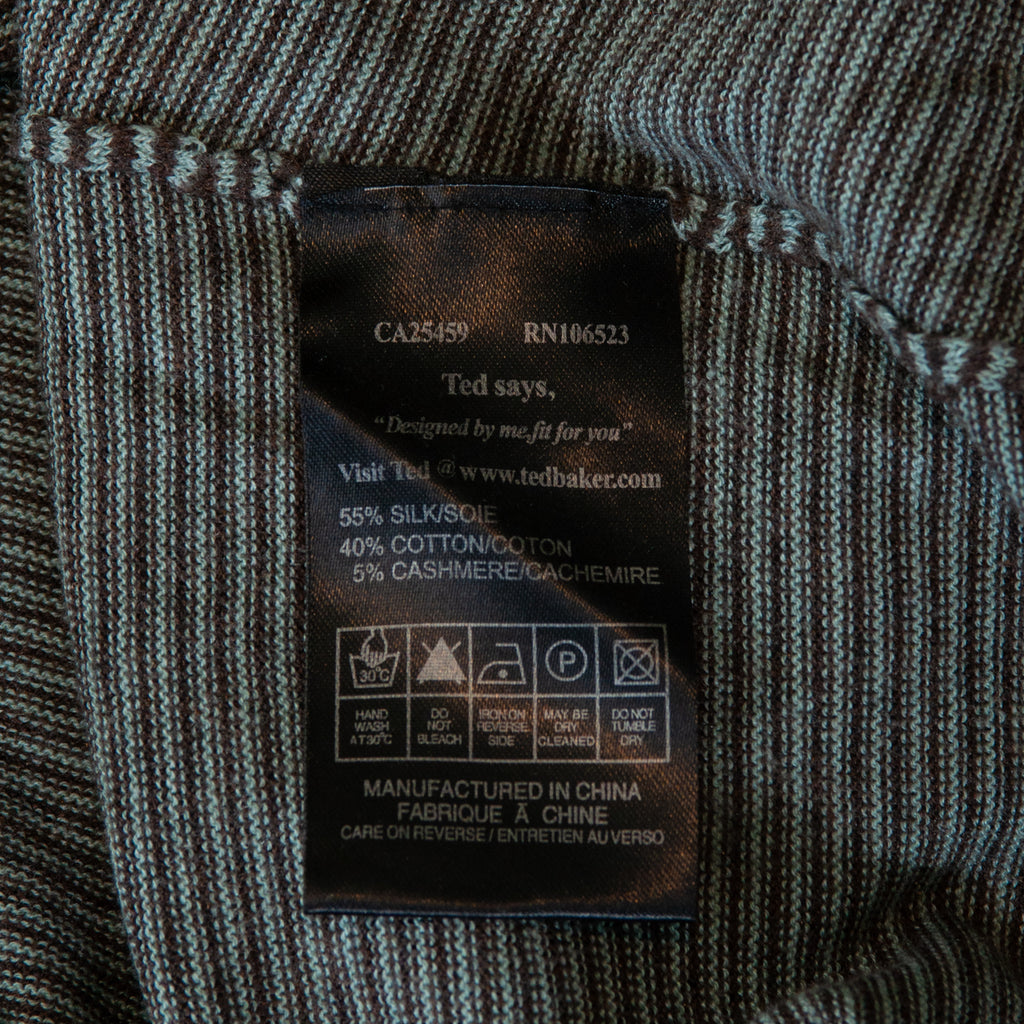 CA25459 RN106523
Ted says,
"Designed by me, fit for you"
Visit Ted @ www.tedbaker.com
55% SILK/SOIE
40% COTTON/COTON
5% CASHMERE/CACHEMIRE
30°C P
HAND WASH AT 30°C DO NOT BLEACH IRON ON REVERSE SIDE MAY BE DRY CLEANED DO NOT TUMBLE DRY
MANUFACTURED IN CHINA
FABRIQUE Ā CHINE
CARE ON REVERSE / ENTRETIEN AU VERSO